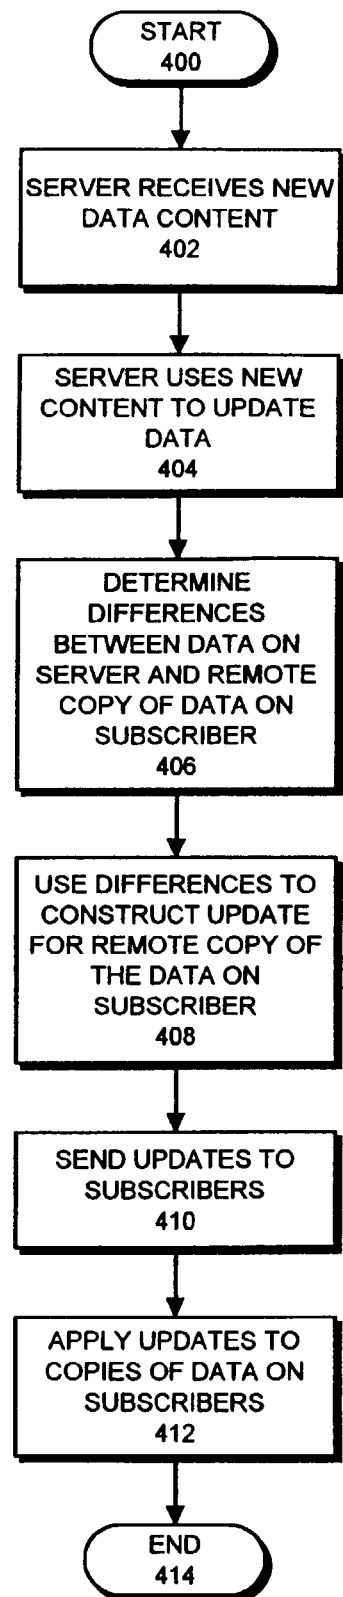 START
400
SERVER RECEIVES NEW
DATA CONTENT
402
SERVER USES NEW
CONTENT TO UPDATE
DATA
404
DETERMINE
DIFFERENCES
BETWEEN DATA ON
SERVER AND REMOTE
COPY OF DATA ON
SUBSCRIBER
406
USE DIFFERENCES TO
CONSTRUCT UPDATE
FOR REMOTE COPY OF
THE DATA ON
SUBSCRIBER
408
SEND UPDATES TO
SUBSCRIBERS
410
APPLY UPDATES TO
COPIES OF DATA ON
SUBSCRIBERS
412
END
414